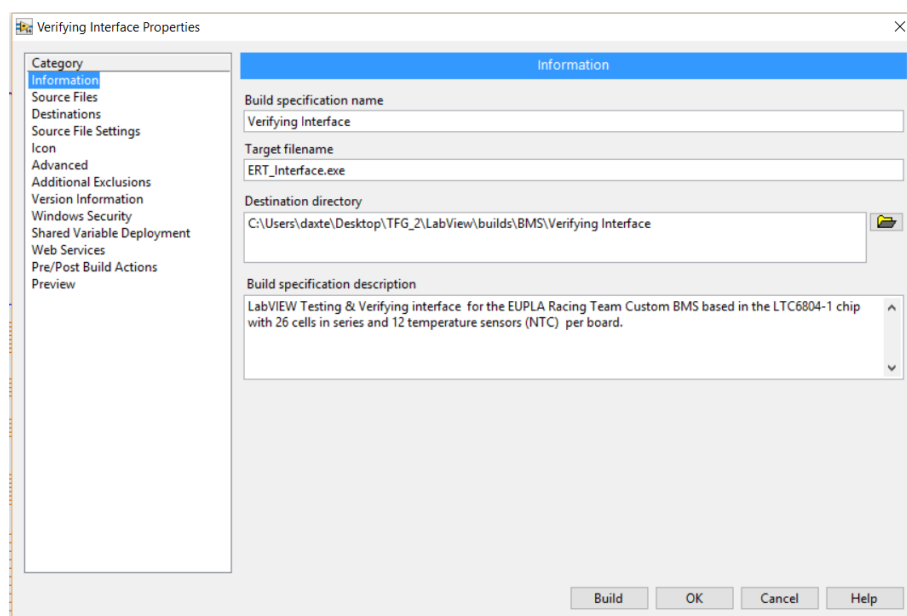 Verifying Interface Properties
Category
Information
Source Files
Destinations
Source File Settings
Icon
Advanced
Additional Exclusions
Version Information
Windows Security
Shared Variable Deployment
Web Services
Pre/Post Build Actions
Preview
Information
Build specification name
Verifying Interface
Target filename
ERT_Interface.exe
Destination directory
C:\Users\daxte\Desktop\TFG_2\LabView\builds\BMS\Verifying Interface
Build specification description
LabVIEW Testing & Verifying interface for the EUPLA Racing Team Custom BMS based in the LTC6804-1 chip
with 26 cells in series and 12 temperature sensors (NTC) per board.
Build
OK
Cancel
Help